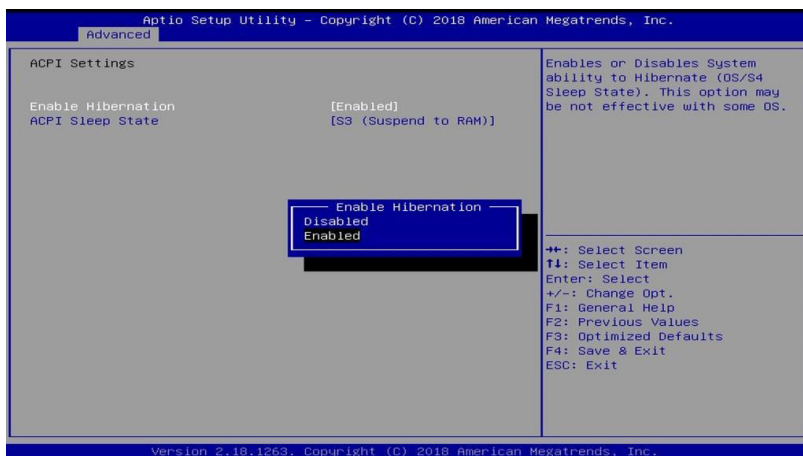 Aptio Setup Utility – Copyright (C) 2018 American Megatrends, Inc.
Advanced
ACPI Settings
Enable Hibernation [Enabled]
ACPI Sleep State [S3 (Suspend to RAM)]
Enable Hibernation
Disabled
Enabled
Enables or Disables System
ability to Hibernate (OS/S4
Sleep State). This option may
be not effective with some OS.
→←: Select Screen
↑↓: Select Item
Enter: Select
+/-: Change Opt.
F1: General Help
F2: Previous Values
F3: Optimized Defaults
F4: Save & Exit
ESC: Exit
Version 2.18.1263. Copyright (C) 2018 American Megatrends, Inc.